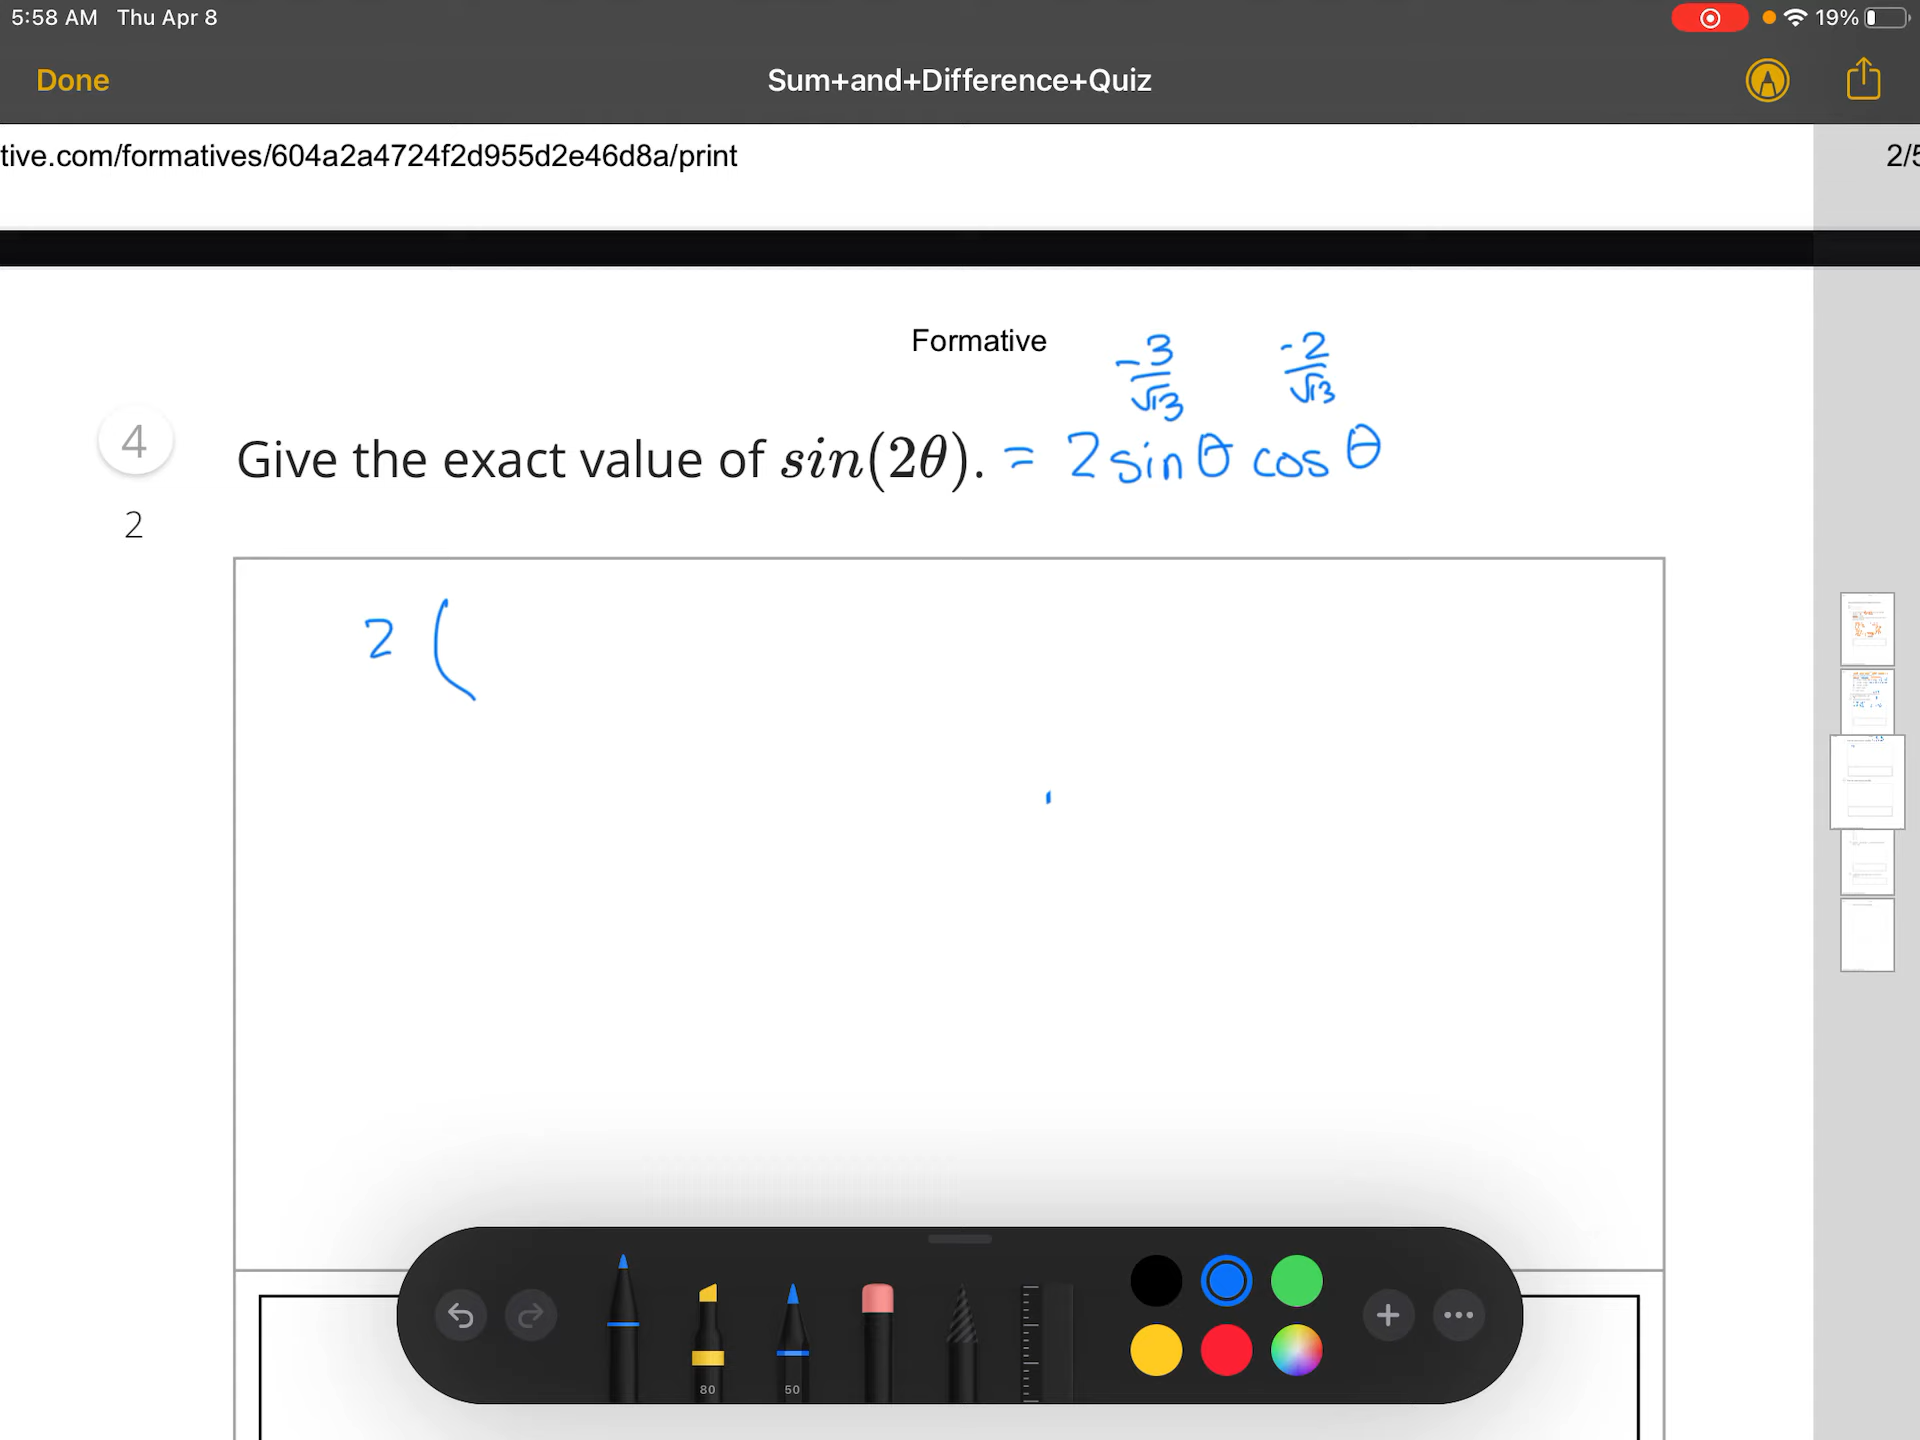 5:58 AM Thu Apr 8
19%
Done
Sum+and+Difference+Quiz
tive.com/formatives/604a2a4724f2d955d2e46d8a/print
2/5
Formative
-3/√13 -2/√13
4
Give the exact value of sin(2θ). = 2 sin θ cos θ
2
2 (
80
50